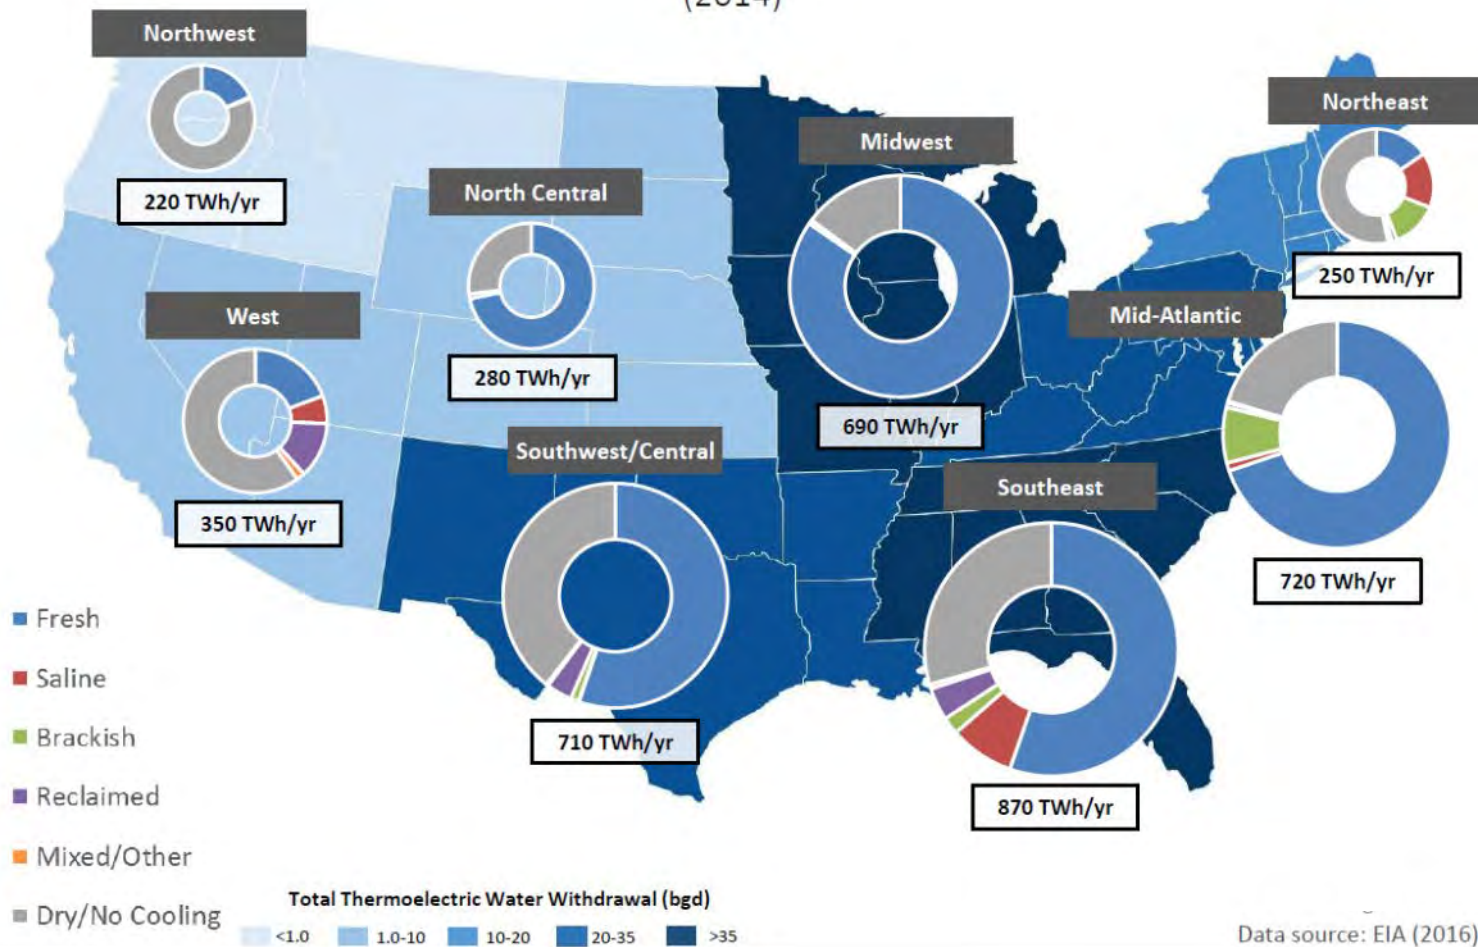 (2014)
Northwest
220 TWh/yr
North Central
280 TWh/yr
Midwest
690 TWh/yr
Northeast
250 TWh/yr
West
350 TWh/yr
Mid-Atlantic
720 TWh/yr
Southwest/Central
710 TWh/yr
Southeast
870 TWh/yr
Fresh
Saline
Brackish
Reclaimed
Mixed/Other
Dry/No Cooling
Total Thermoelectric Water Withdrawal (bgd)
<1.0 1.0-10 10-20 20-35 >35
Data source: EIA (2016)